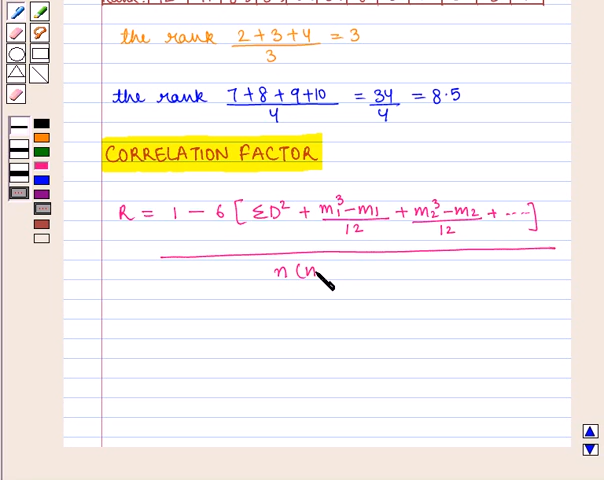 the rank (2+3+4)/3 = 3
the rank (7+8+9+10)/4 = 34/4 = 8.5
CORRELATION FACTOR
R = 1 - 6 [ ΣD² + (m₁³-m₁)/12 + (m₂³-m₂)/12 + .... ]
n (n